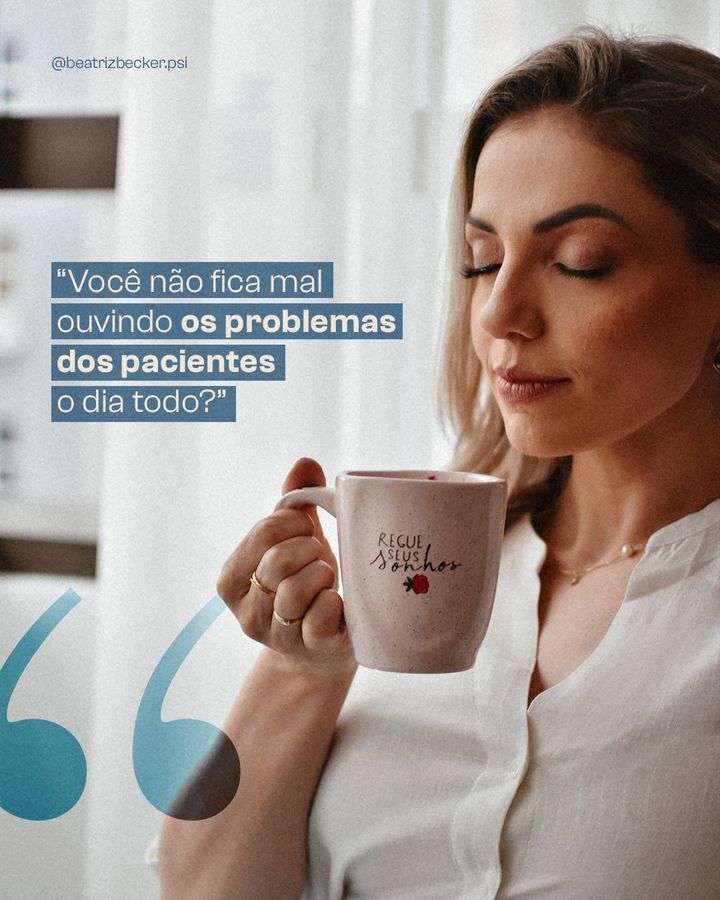 @beatrizbecker.psi
“Você não fica mal
ouvindo os problemas
dos pacientes
o dia todo?”
REGUE
SEUS
sonhos